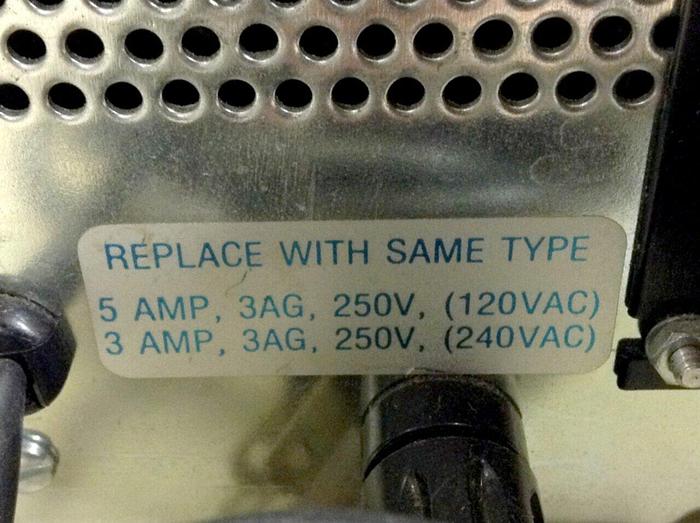 REPLACE WITH SAME TYPE
5 AMP, 3AG, 250V, (120VAC)
3 AMP, 3AG, 250V, (240VAC)